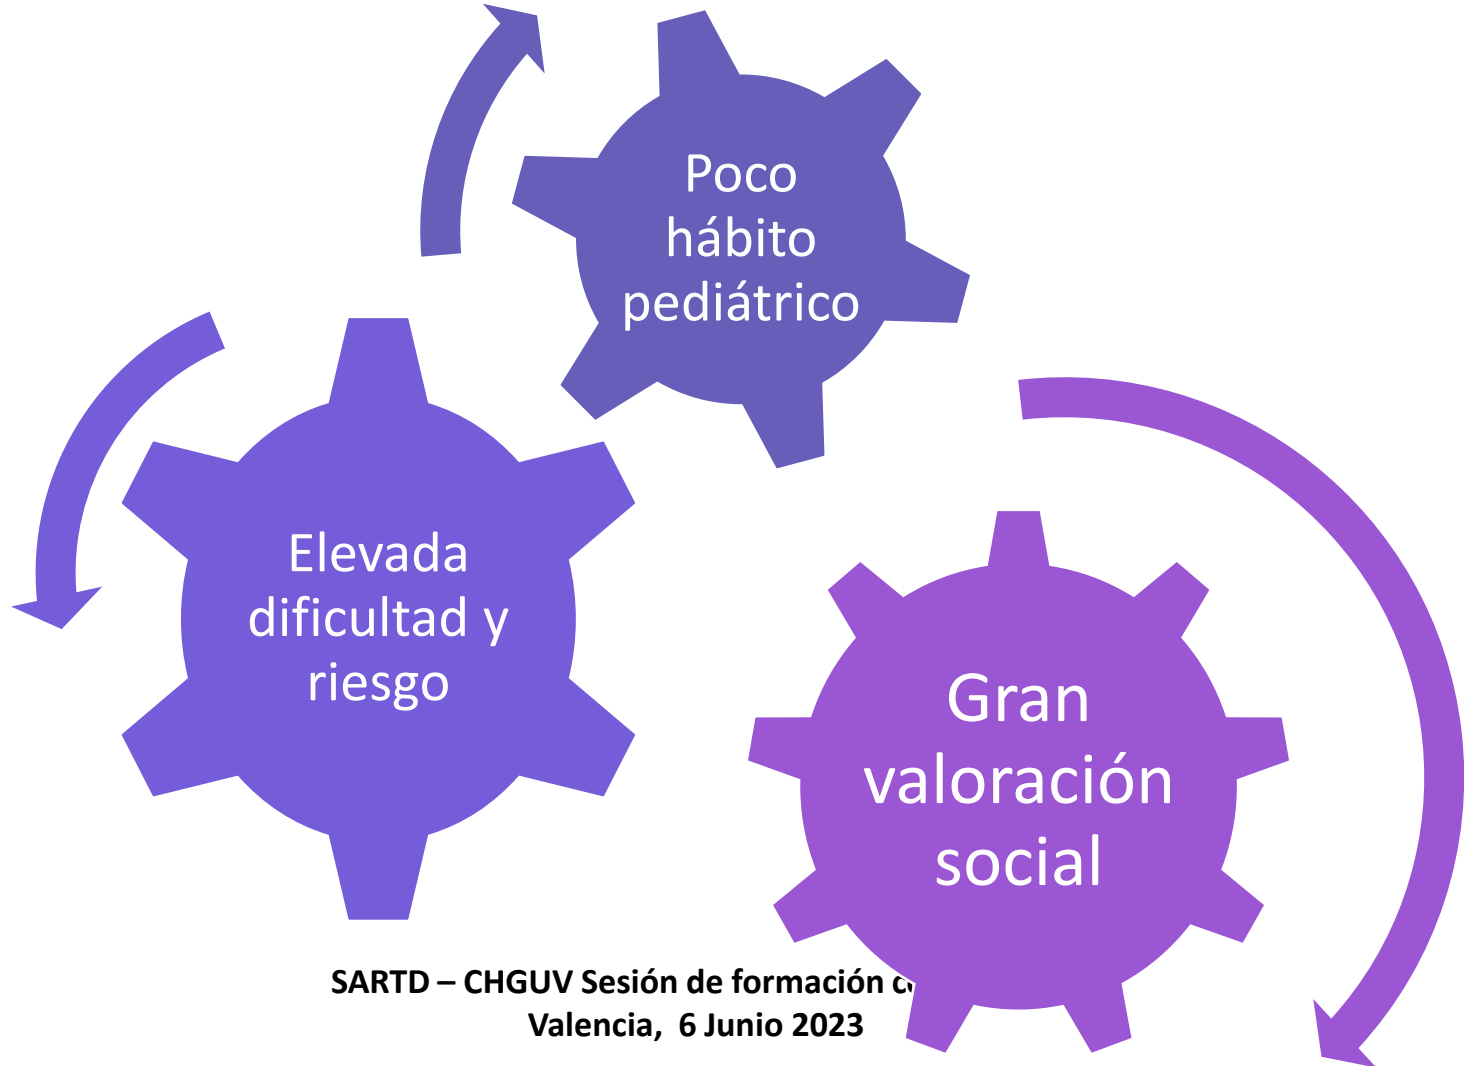 Poco
hábito
pediátrico
Elevada
dificultad y
riesgo
Gran
valoración
social
SARTD – CHGUV Sesión de formación
Valencia, 6 Junio 2023